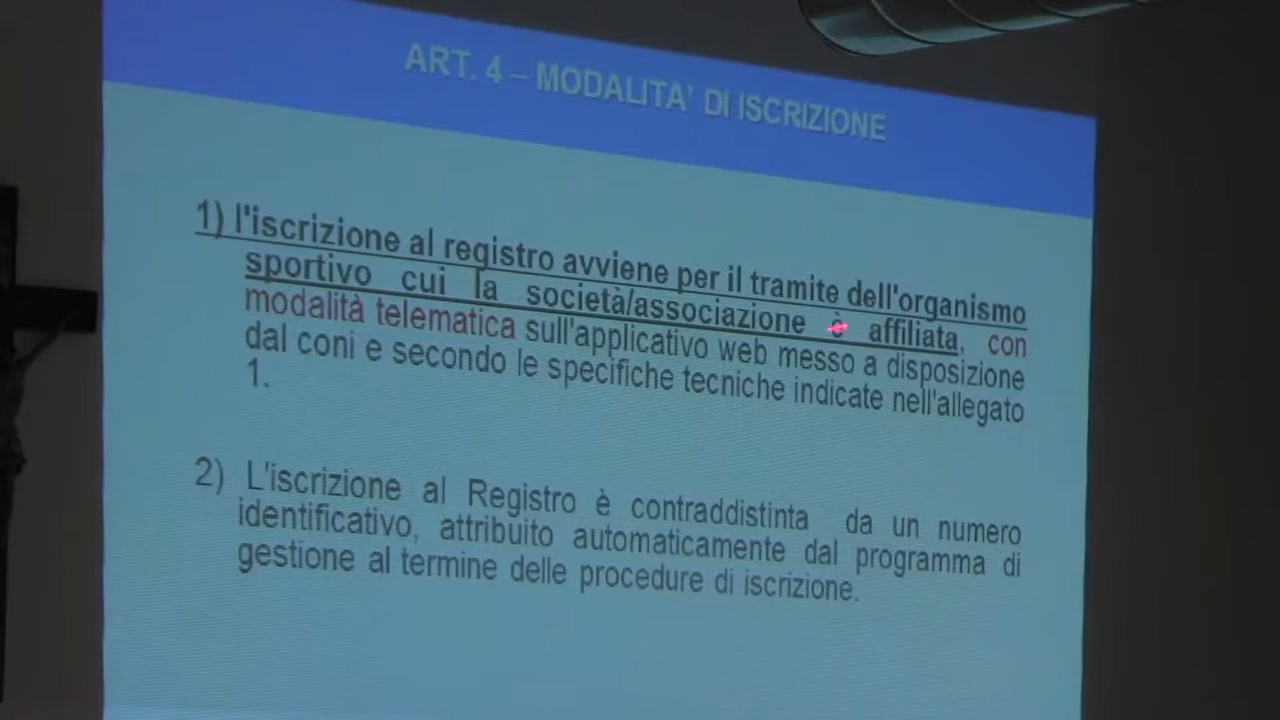 ART. 4 – MODALITA' DI ISCRIZIONE
1) l'iscrizione al registro avviene per il tramite dell'organismo
sportivo cui la società/associazione è affiliata, con
modalità telematica sull'applicativo web messo a disposizione
dal coni e secondo le specifiche tecniche indicate nell'allegato
1.
2) L'iscrizione al Registro è contraddistinta da un numero
identificativo, attribuito automaticamente dal programma di
gestione al termine delle procedure di iscrizione.